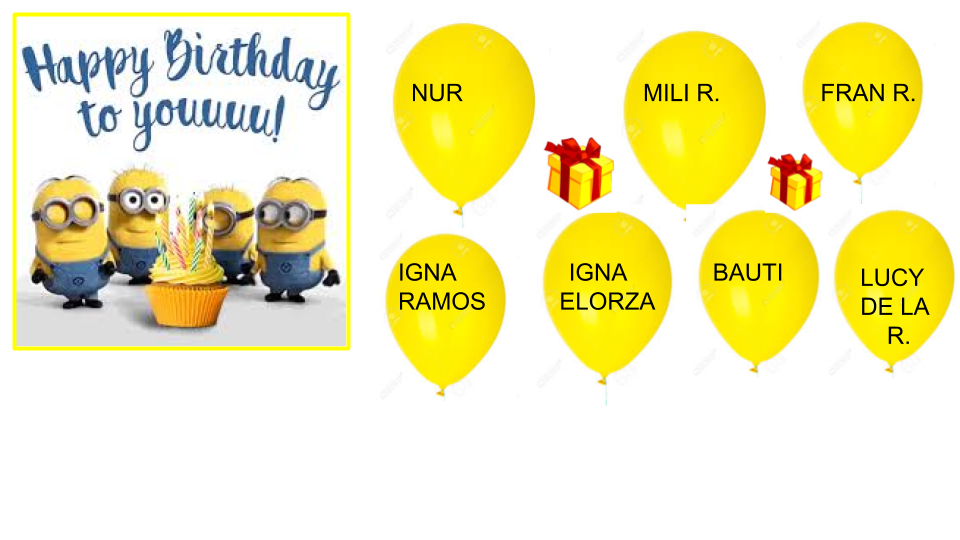 Happy Birthday
to youuuu!
NUR
MILI R.
FRAN R.
IGNA
RAMOS
IGNA
ELORZA
BAUTI
LUCY
DE LA
R.